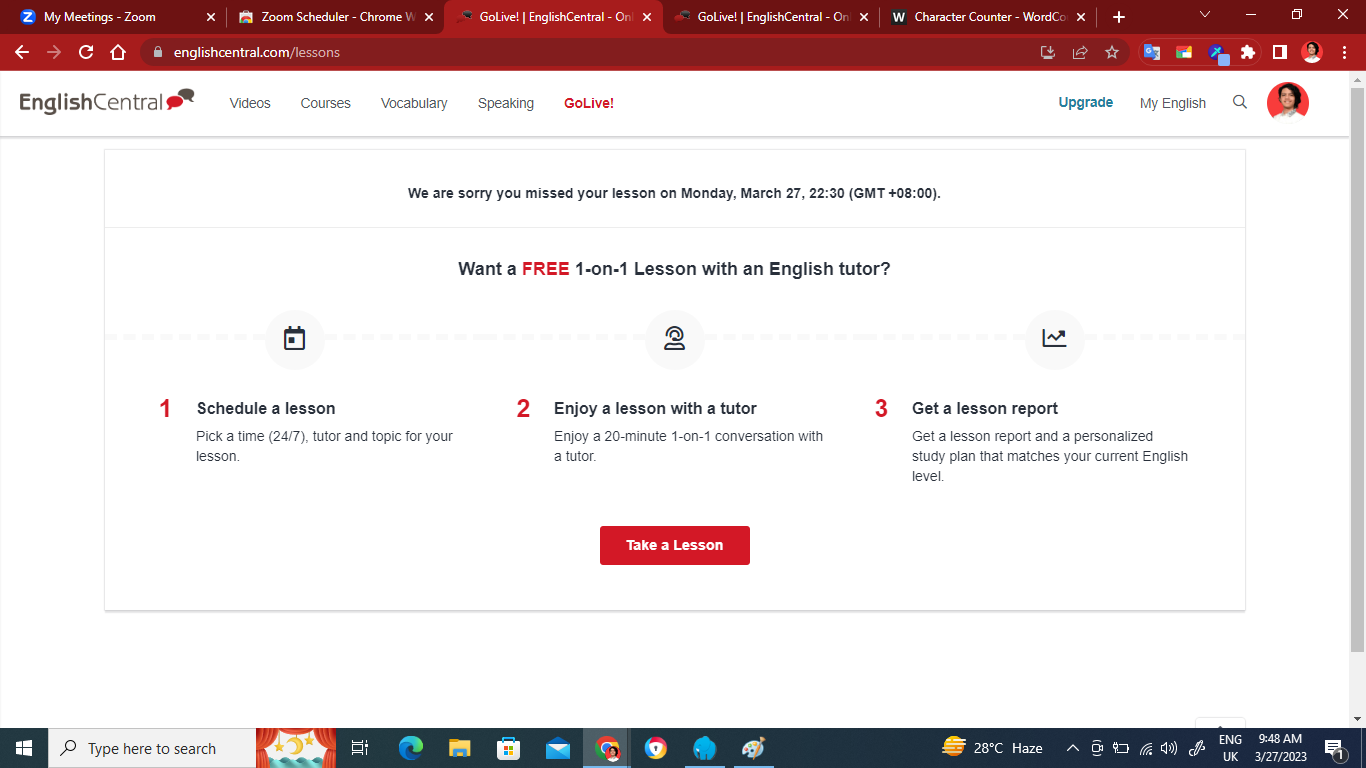 My Meetings - Zoom
Zoom Scheduler - Chrome W
GoLive! | EnglishCentral - Onl
GoLive! | EnglishCentral - Onl
Character Counter - WordCo
englishcentral.com/lessons
EnglishCentral
Videos
Courses
Vocabulary
Speaking
GoLive!
Upgrade
My English
We are sorry you missed your lesson on Monday, March 27, 22:30 (GMT +08:00).
Want a FREE 1-on-1 Lesson with an English tutor?
1
Schedule a lesson
Pick a time (24/7), tutor and topic for your
lesson.
2
Enjoy a lesson with a tutor
Enjoy a 20-minute 1-on-1 conversation with
a tutor.
3
Get a lesson report
Get a lesson report and a personalized
study plan that matches your current English
level.
Take a Lesson
Type here to search
28°C Haze
ENG
UK
9:48 AM
3/27/2023
1